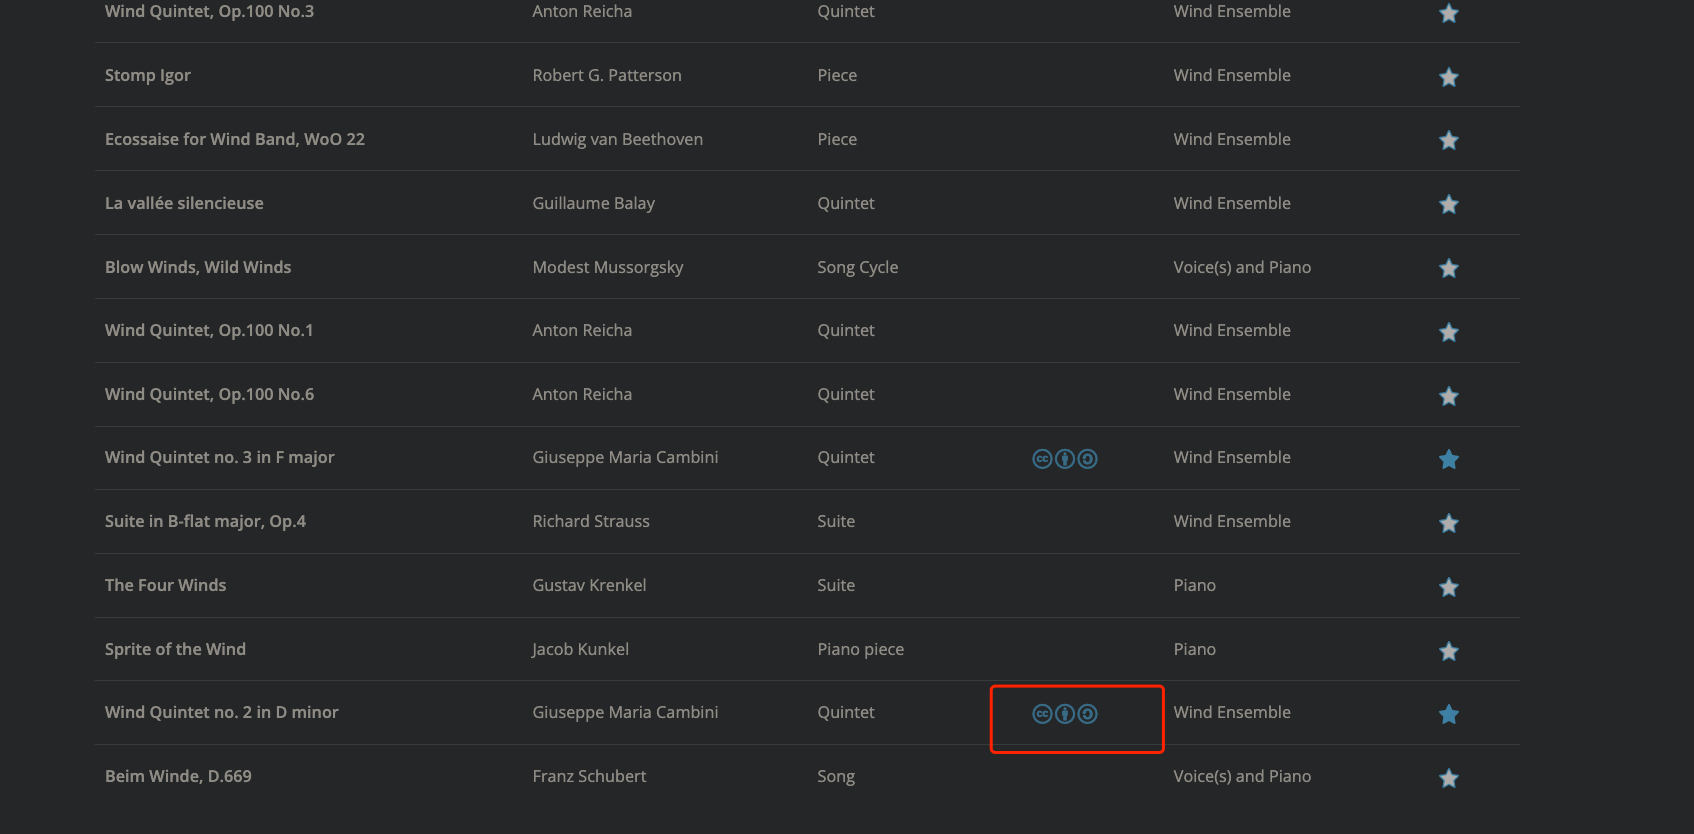 Wind Quintet, Op.100 No.3 Anton Reicha Quintet Wind Ensemble
Stomp Igor Robert G. Patterson Piece Wind Ensemble
Ecossaise for Wind Band, WoO 22 Ludwig van Beethoven Piece Wind Ensemble
La vallée silencieuse Guillaume Balay Quintet Wind Ensemble
Blow Winds, Wild Winds Modest Mussorgsky Song Cycle Voice(s) and Piano
Wind Quintet, Op.100 No.1 Anton Reicha Quintet Wind Ensemble
Wind Quintet, Op.100 No.6 Anton Reicha Quintet Wind Ensemble
Wind Quintet no. 3 in F major Giuseppe Maria Cambini Quintet cc Wind Ensemble
Suite in B-flat major, Op.4 Richard Strauss Suite Wind Ensemble
The Four Winds Gustav Krenkel Suite Piano
Sprite of the Wind Jacob Kunkel Piano piece Piano
Wind Quintet no. 2 in D minor Giuseppe Maria Cambini Quintet cc Wind Ensemble
Beim Winde, D.669 Franz Schubert Song Voice(s) and Piano